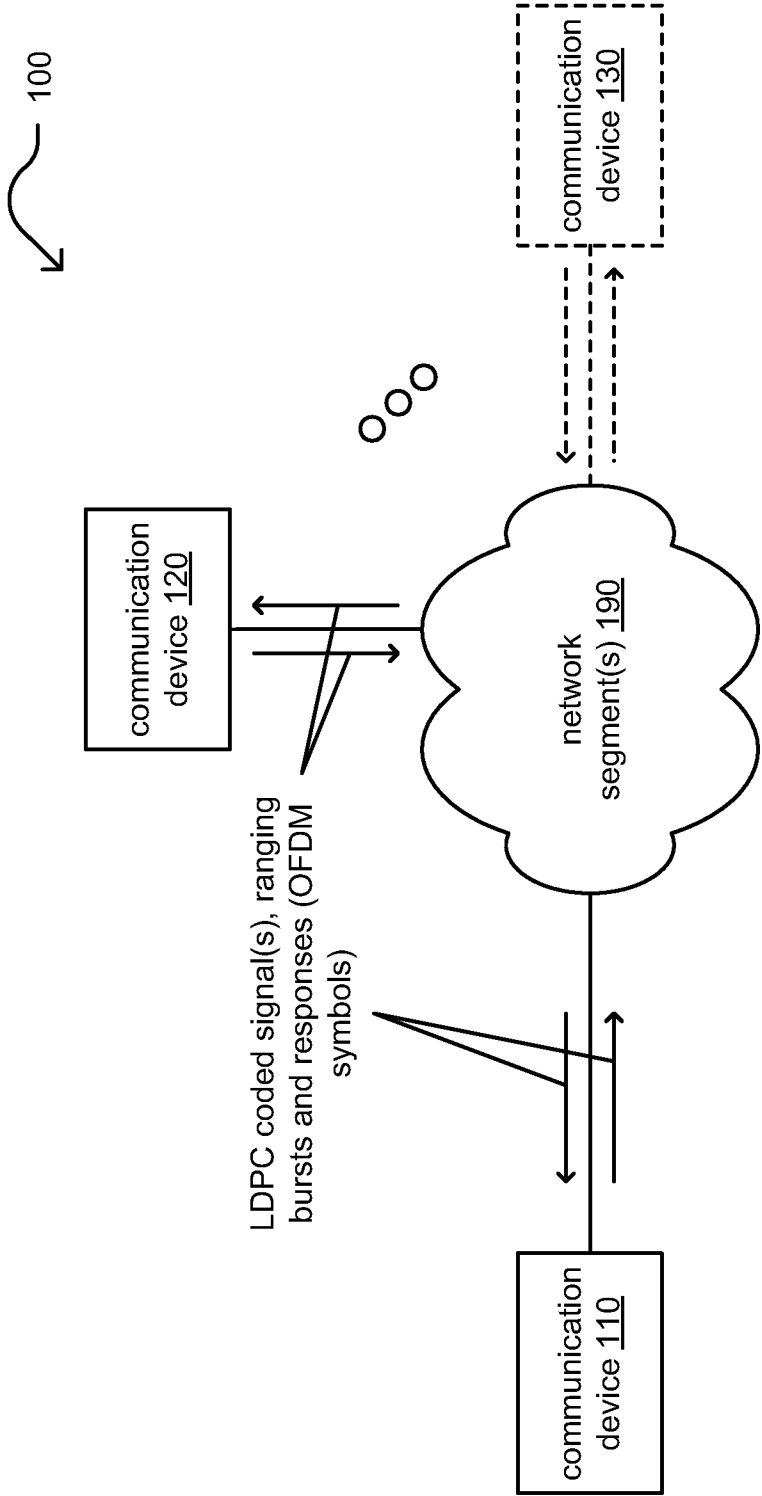 100
communication
device 120
communication
device 130
LDPC coded signal(s), ranging
bursts and responses (OFDM
symbols)
network
segment(s) 190
communication
device 110